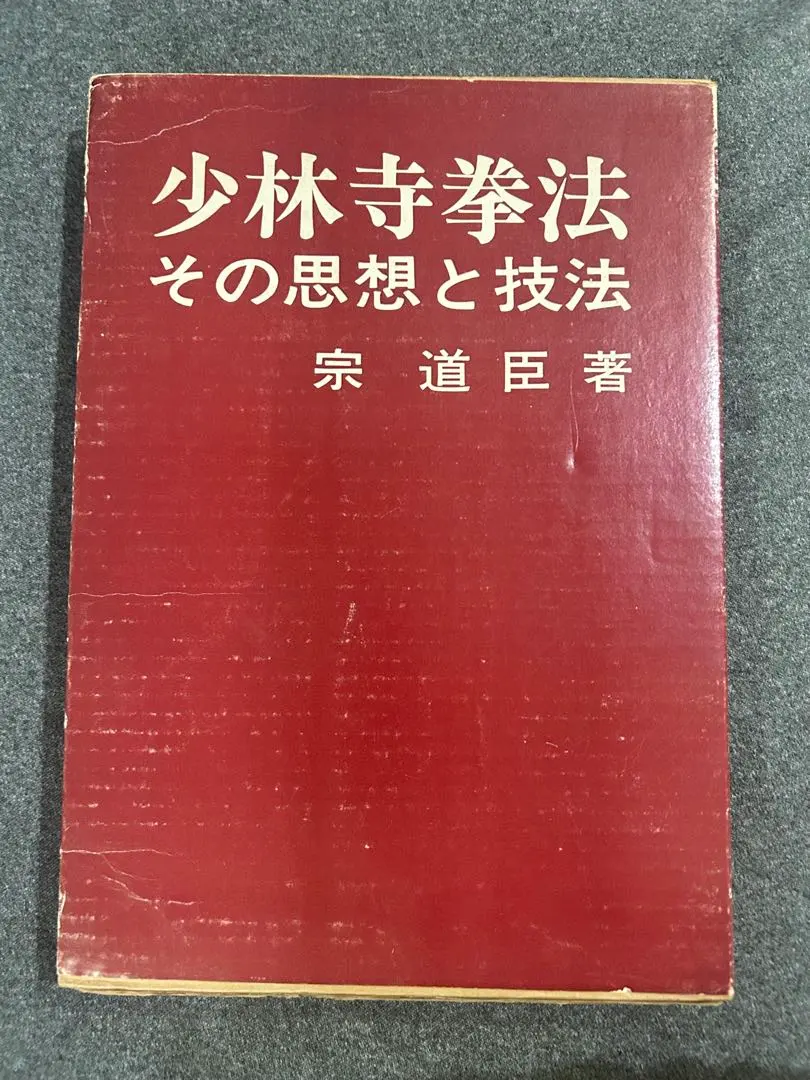 少林寺拳法
その思想と技法
宗 道臣 著